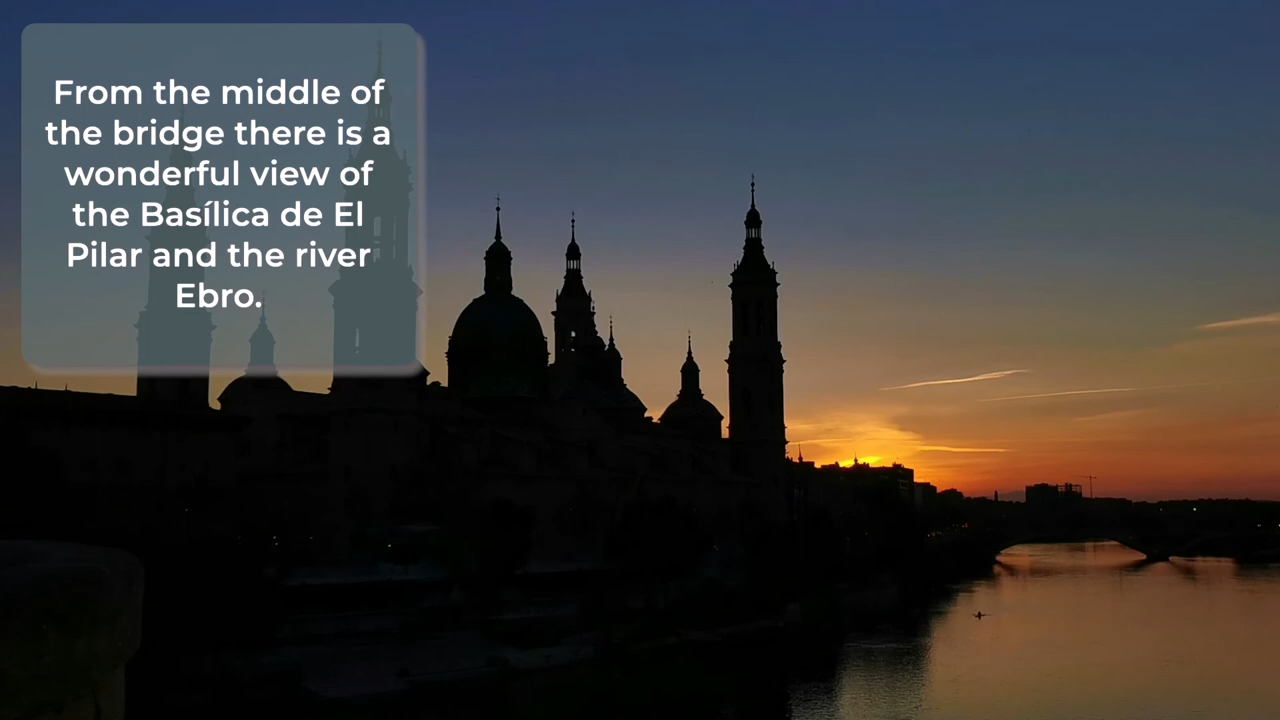 From the middle of
the bridge there is a
wonderful view of
the Basílica de El
Pilar and the river
Ebro.